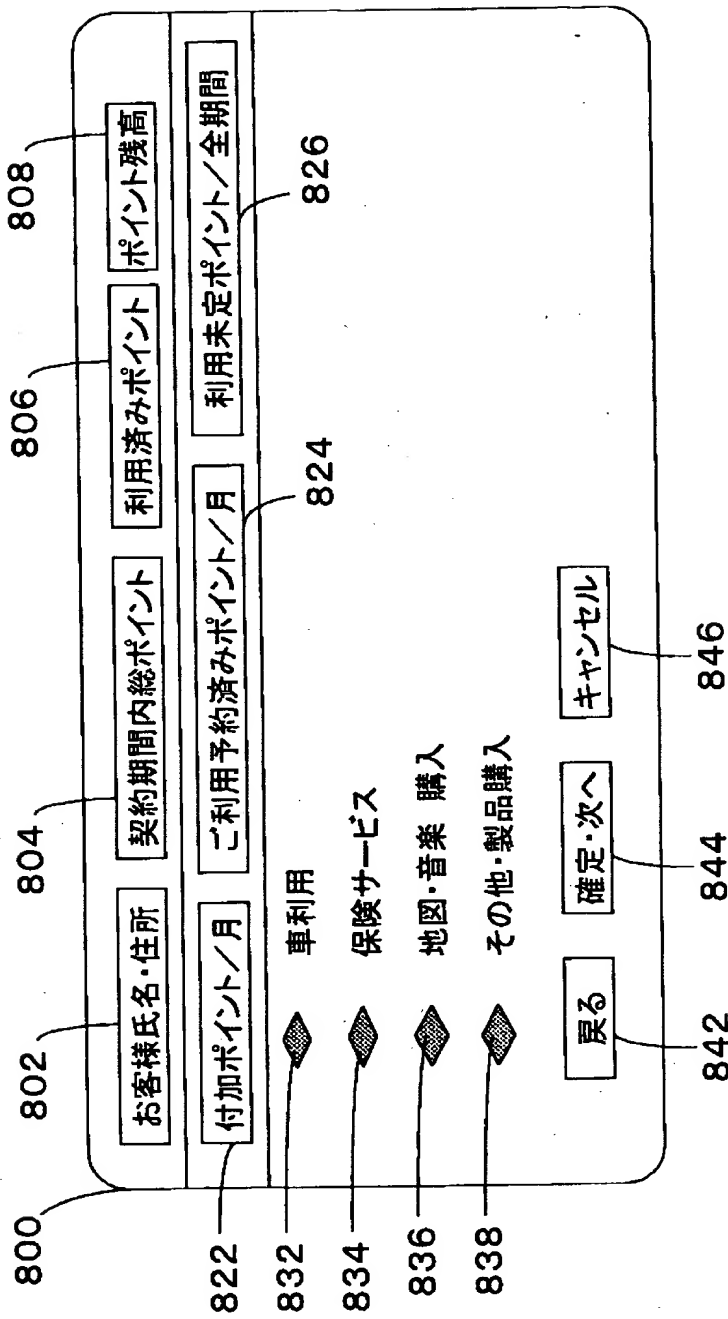 800
802 804 806 808
お客様氏名・住所 契約期間内総ポイント 利用済みポイント ポイント残高
付加ポイント/月 ご利用予約済みポイント/月 利用未定ポイント/全期間
822 824 826
832 車利用
834 保険サービス
836 地図・音楽 購入
838 その他・製品購入
戻る 確定・次へ キャンセル
842 844 846